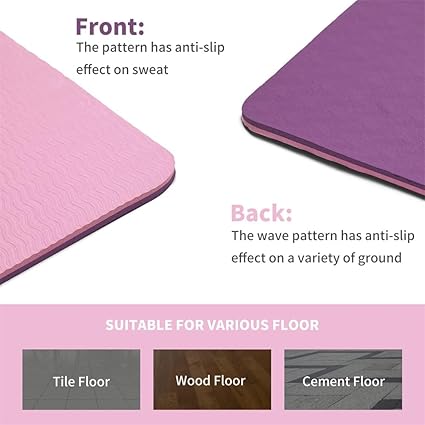 Front:
The pattern has anti-slip
effect on sweat
Back:
The wave pattern has anti-slip
effect on a variety of ground
SUITABLE FOR VARIOUS FLOOR
Tile Floor
Wood Floor
Cement Floor